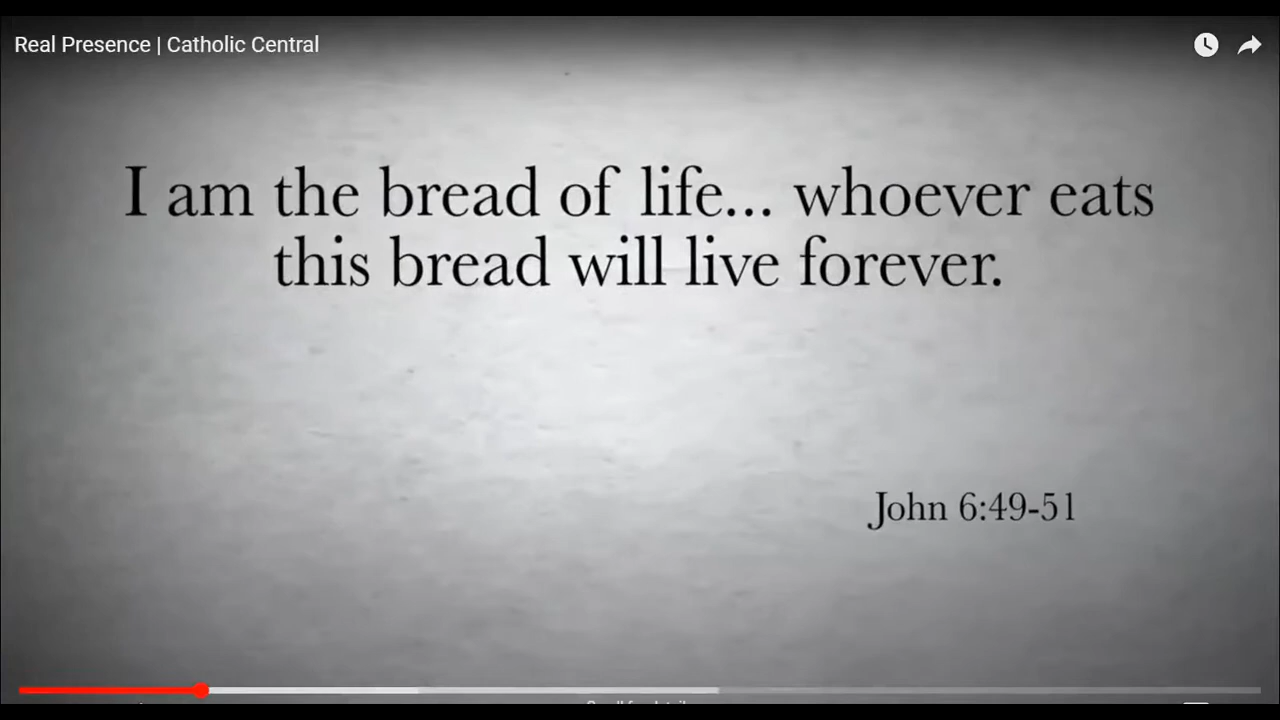 Real Presence | Catholic Central
I am the bread of life... whoever eats
this bread will live forever.
John 6:49-51